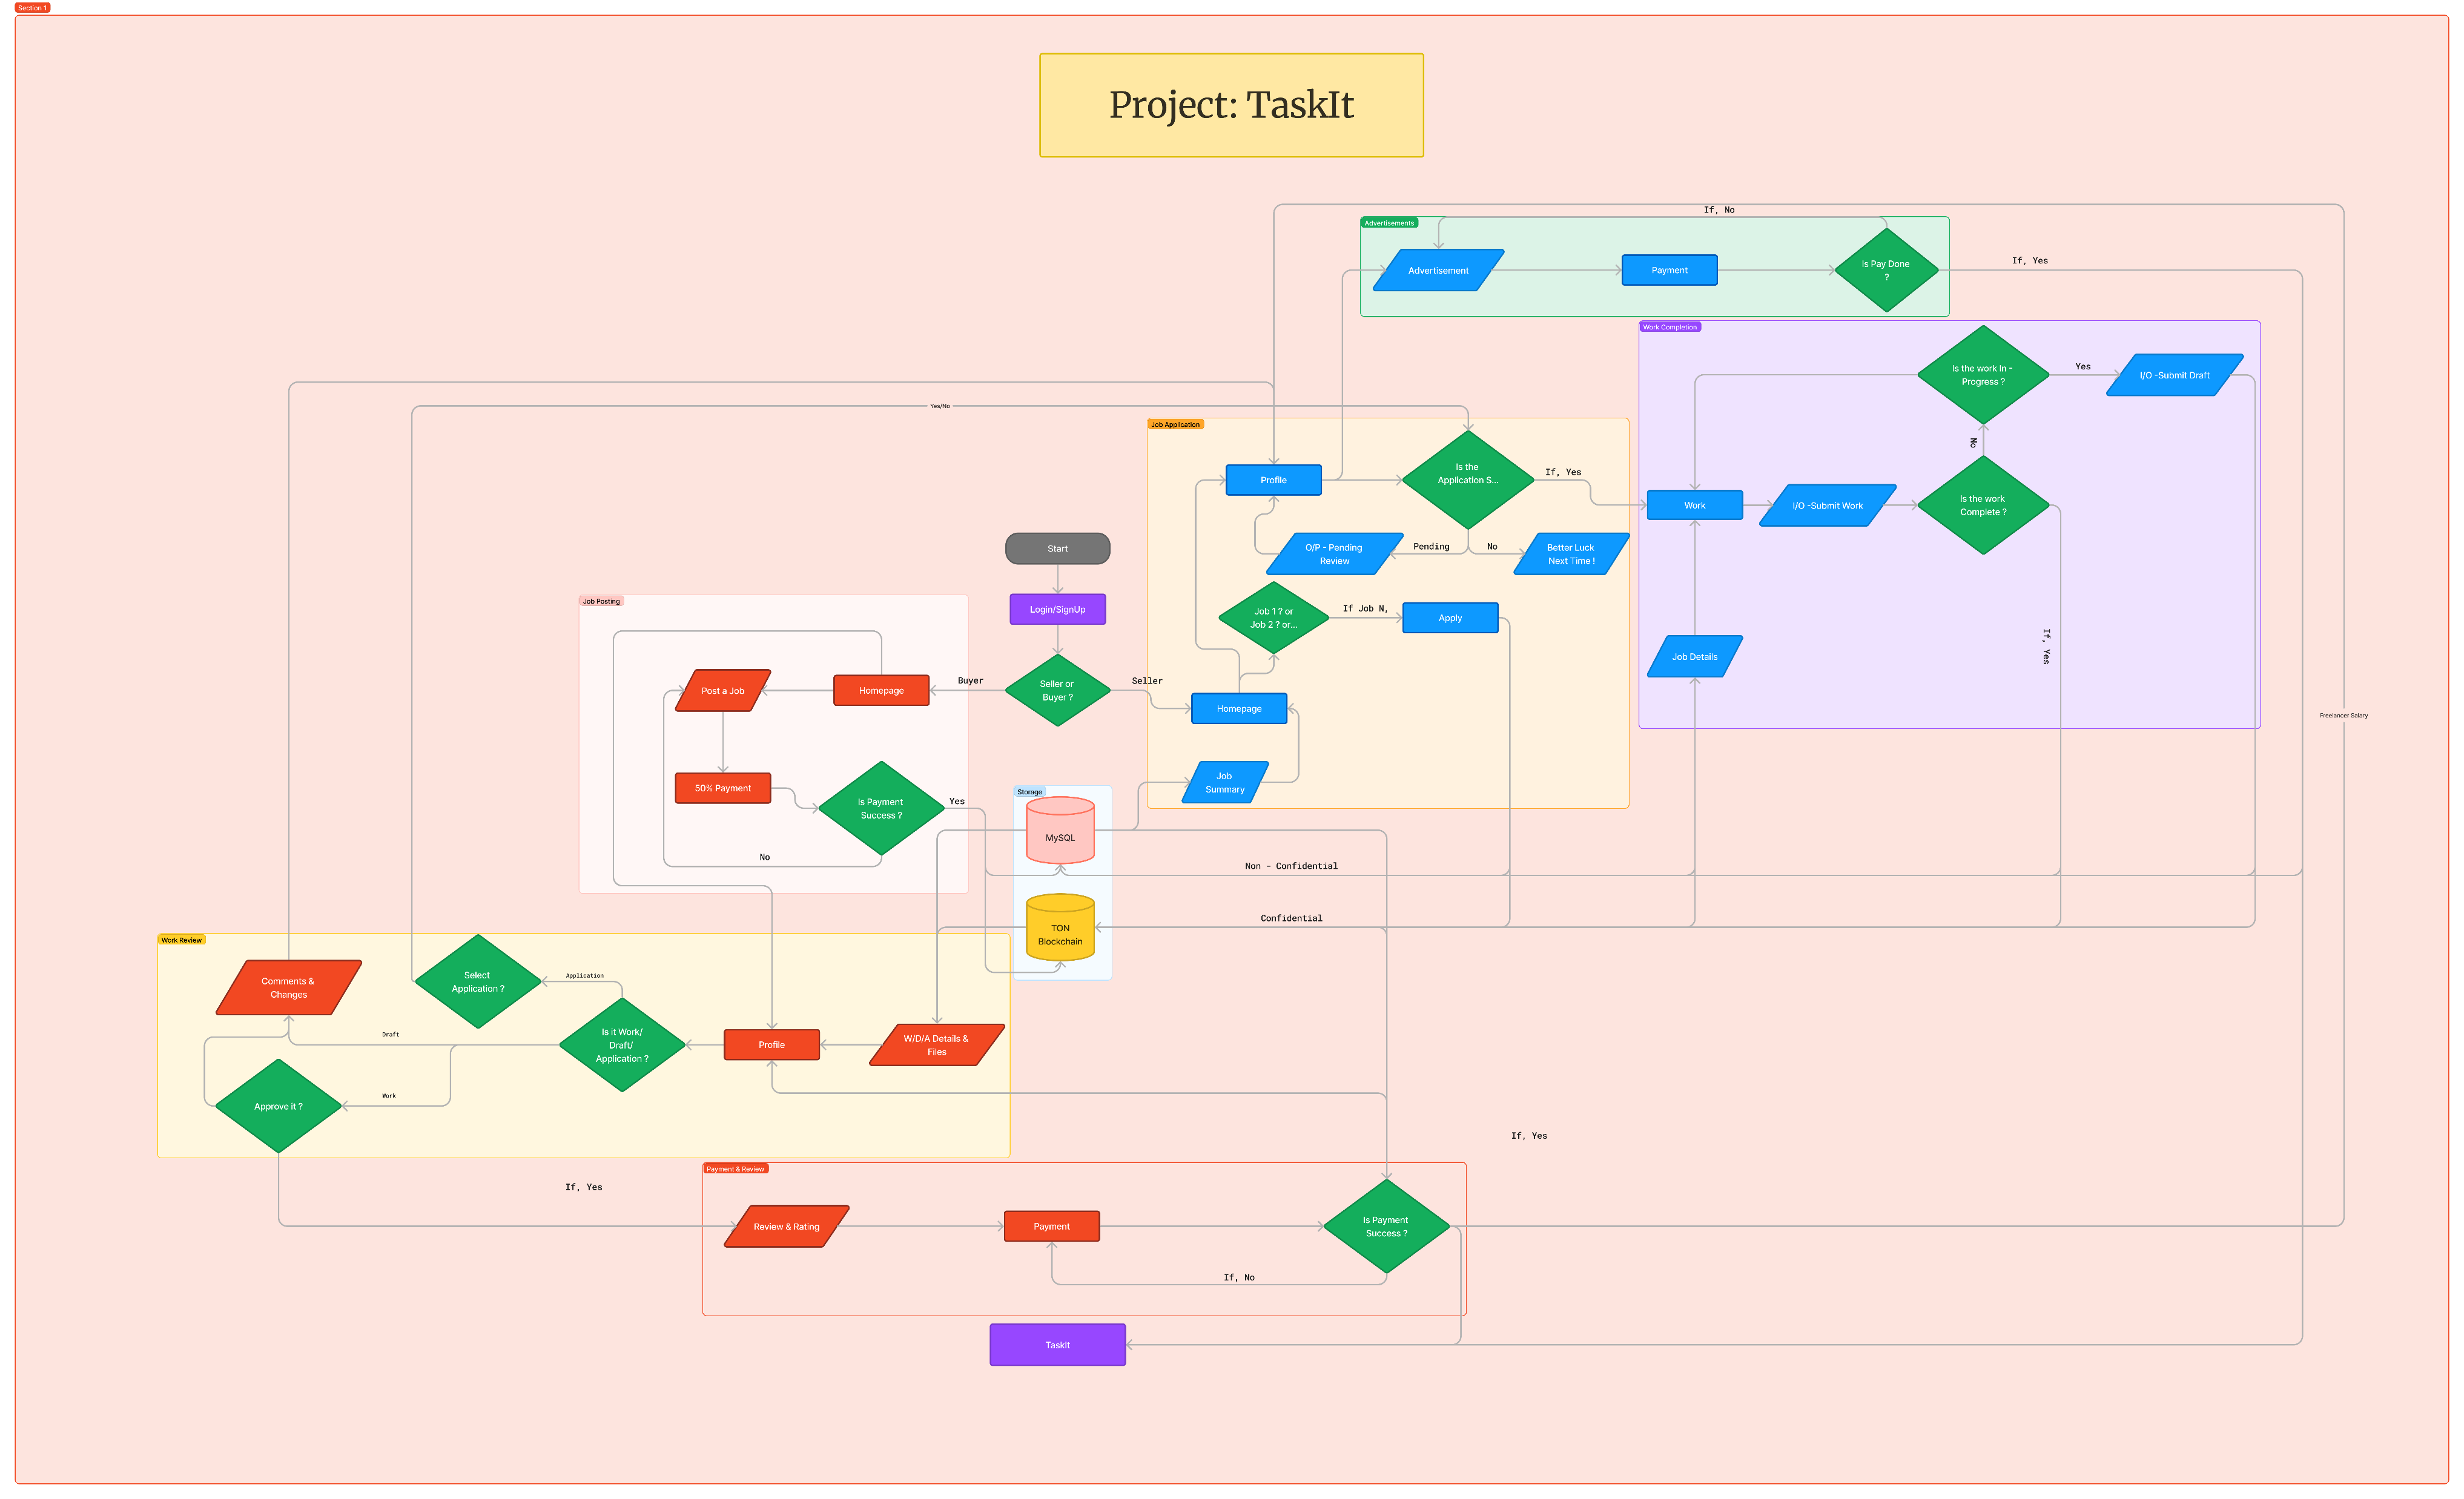 Section 1
Project: TaskIt
If, No
Advertisements
Advertisement
Payment
Is Pay Done
?
If, Yes
Work Completion
Is the work In -
Progress ?
Yes
I/O -Submit Draft
No
Work
I/O -Submit Work
Is the work
Complete ?
If, Yes
Job Details
Freelancer Salary
Yes/No
Job Application
Profile
Is the
Application S...
If, Yes
O/P - Pending
Review
Pending
No
Better Luck
Next Time !
Job 1 ? or
Job 2 ? or...
If Job N,
Apply
Homepage
Job
Summary
Start
Login/SignUp
Seller or
Buyer ?
Buyer
Seller
Job Posting
Post a Job
Homepage
50% Payment
Is Payment
Success ?
Yes
No
Storage
MySQL
TON
Blockchain
Non - Confidential
Confidential
Work Review
Comments &
Changes
Select
Application ?
Application
Is it Work/
Draft/
Application ?
Draft
Work
Approve it ?
Profile
W/D/A Details &
Files
If, Yes
If, Yes
Payment & Review
Review & Rating
Payment
Is Payment
Success ?
If, No
TaskIt